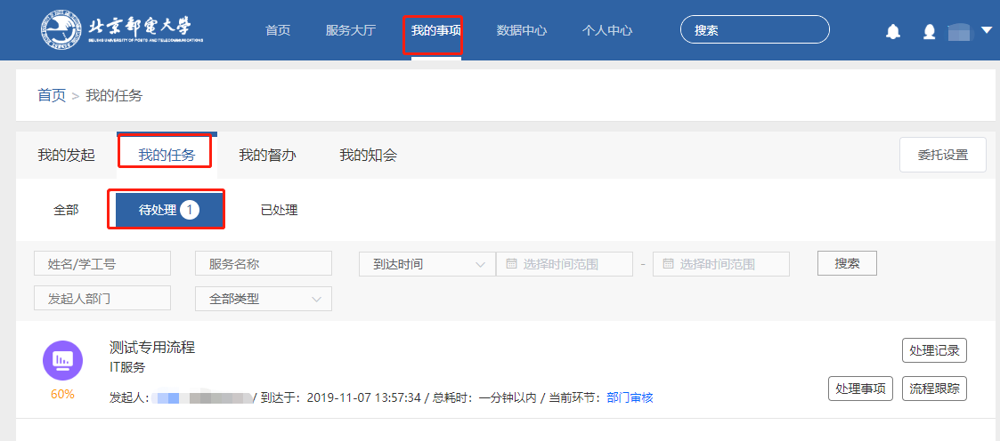 北京邮电大学 首页 服务大厅 我的事项 数据中心 个人中心 搜索
BEIJING UNIVERSITY OF POSTS AND TELECOMMUNICATIONS
首页 > 我的任务
我的发起 我的任务 我的督办 我的知会 委托设置
全部 待处理 1 已处理
姓名/学工号 服务名称 到达时间 选择时间范围 - 选择时间范围 搜索
发起人部门 全部类型
测试专用流程 处理记录
IT服务
60% 处理事项 流程跟踪
发起人: / 到达于: 2019-11-07 13:57:34 / 总耗时: 一分钟以内 / 当前环节: 部门审核